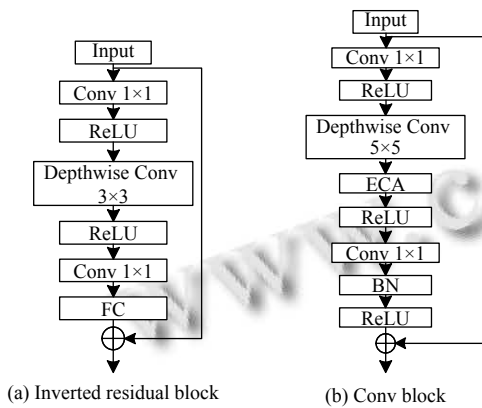 Input
Conv 1×1
ReLU
Depthwise Conv
3×3
ReLU
Conv 1×1
FC
(a) Inverted residual block
Input
Conv 1×1
ReLU
Depthwise Conv
5×5
ECA
ReLU
Conv 1×1
BN
ReLU
(b) Conv block
www.c